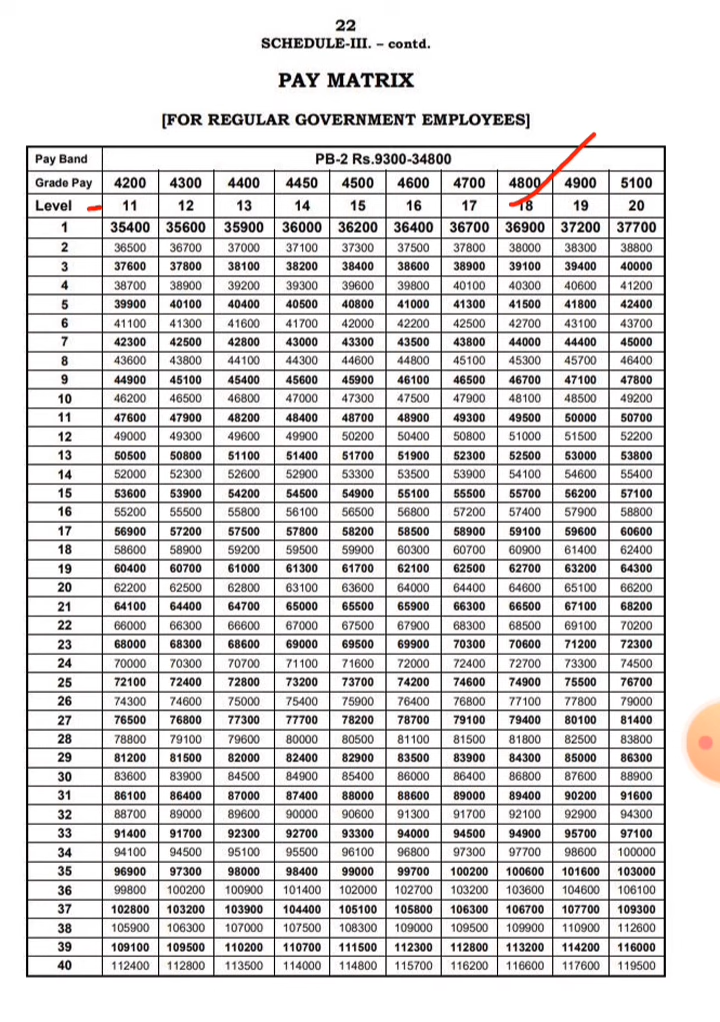 22
SCHEDULE-III. – contd.
PAY MATRIX
[FOR REGULAR GOVERNMENT EMPLOYEES]
Pay Band PB-2 Rs.9300-34800
Grade Pay 4200 4300 4400 4450 4500 4600 4700 4800 4900 5100
Level 11 12 13 14 15 16 17 18 19 20
1 35400 35600 35900 36000 36200 36400 36700 36900 37200 37700
2 36500 36700 37000 37100 37300 37500 37800 38000 38300 38800
3 37600 37800 38100 38200 38400 38600 38900 39100 39400 40000
4 38700 38900 39200 39300 39600 39800 40100 40300 40600 41200
5 39900 40100 40400 40500 40800 41000 41300 41500 41800 42400
6 41100 41300 41600 41700 42000 42200 42500 42700 43100 43700
7 42300 42500 42800 43000 43300 43500 43800 44000 44400 45000
8 43600 43800 44100 44300 44600 44800 45100 45300 45700 46400
9 44900 45100 45400 45600 45900 46100 46500 46700 47100 47800
10 46200 46500 46800 47000 47300 47500 47900 48100 48500 49200
11 47600 47900 48200 48400 48700 48900 49300 49500 50000 50700
12 49000 49300 49600 49900 50200 50400 50800 51000 51500 52200
13 50500 50800 51100 51400 51700 51900 52300 52500 53000 53800
14 52000 52300 52600 52900 53300 53500 53900 54100 54600 55400
15 53600 53900 54200 54500 54900 55100 55500 55700 56200 57100
16 55200 55500 55800 56100 56500 56800 57200 57400 57900 58800
17 56900 57200 57500 57800 58200 58500 58900 59100 59600 60600
18 58600 58900 59200 59500 59900 60300 60700 60900 61400 62400
19 60400 60700 61000 61300 61700 62100 62500 62700 63200 64300
20 62200 62500 62800 63100 63600 64000 64400 64600 65100 66200
21 64100 64400 64700 65000 65500 65900 66300 66500 67100 68200
22 66000 66300 66600 67000 67500 67900 68300 68500 69100 70200
23 68000 68300 68600 69000 69500 69900 70300 70600 71200 72300
24 70000 70300 70700 71100 71600 72000 72400 72700 73300 74500
25 72100 72400 72800 73200 73700 74200 74600 74900 75500 76700
26 74300 74600 75000 75400 75900 76400 76800 77100 77800 79000
27 76500 76800 77300 77700 78200 78700 79100 79400 80100 81400
28 78800 79100 79600 80000 80500 81100 81500 81800 82500 83800
29 81200 81500 82000 82400 82900 83500 83900 84300 85000 86300
30 83600 83900 84500 84900 85400 86000 86400 86800 87600 88900
31 86100 86400 87000 87400 88000 88600 89000 89400 90200 91600
32 88700 89000 89600 90000 90600 91300 91700 92100 92900 94300
33 91400 91700 92300 92700 93300 94000 94500 94900 95700 97100
34 94100 94500 95100 95500 96100 96800 97300 97700 98600 100000
35 96900 97300 98000 98400 99000 99700 100200 100600 101600 103000
36 99800 100200 100900 101400 102000 102700 103200 103600 104600 106100
37 102800 103200 103900 104400 105100 105800 106300 106700 107700 109300
38 105900 106300 107000 107500 108300 109000 109500 109900 110900 112600
39 109100 109500 110200 110700 111500 112300 112800 113200 114200 116000
40 112400 112800 113500 114000 114800 115700 116200 116600 117600 119500